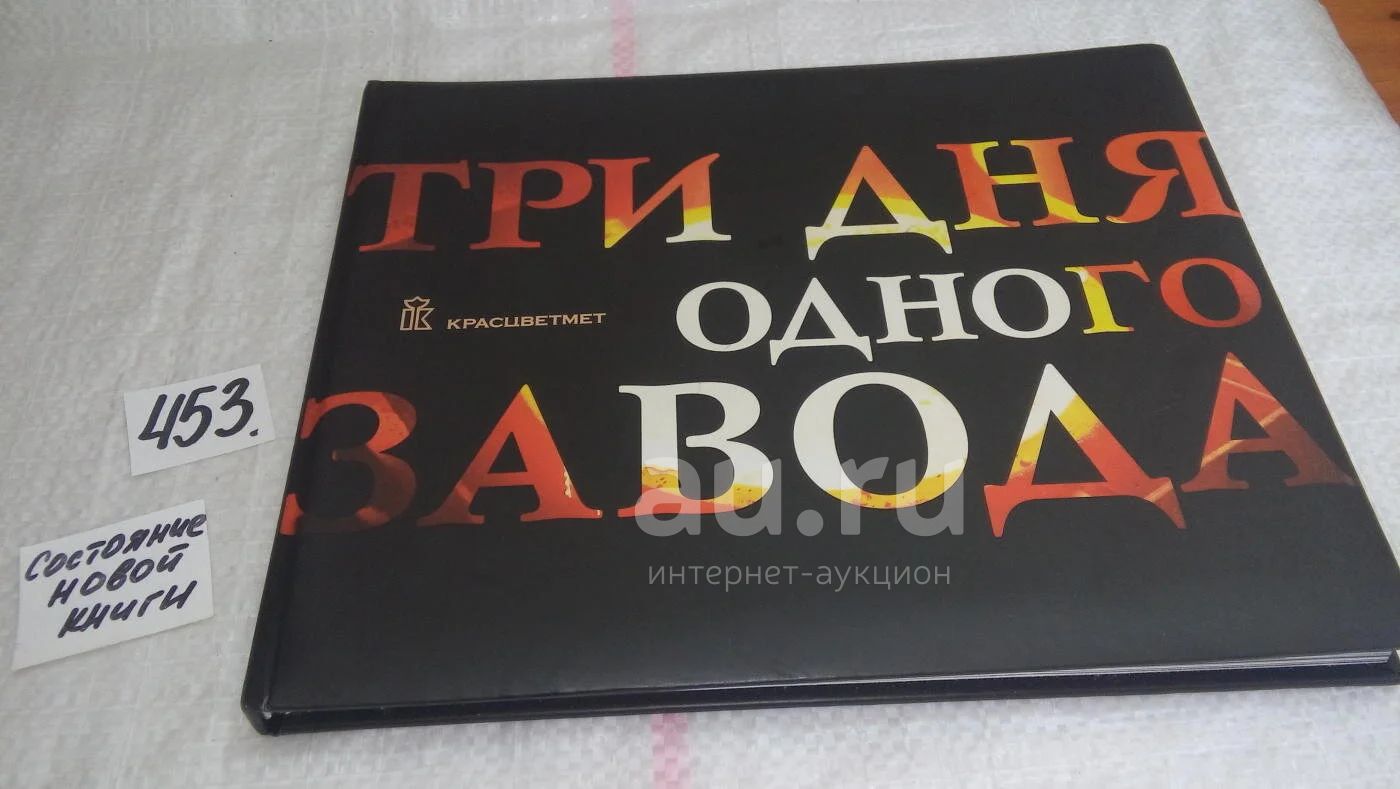 ТРИ ДНЯ
ОДНОГО
КРАСЦВЕТМЕТ
ЗАВОДА
453.
СОСТОЯНИЕ
НОВОЙ
КНИГИ
au.ru
интернет-аукцион